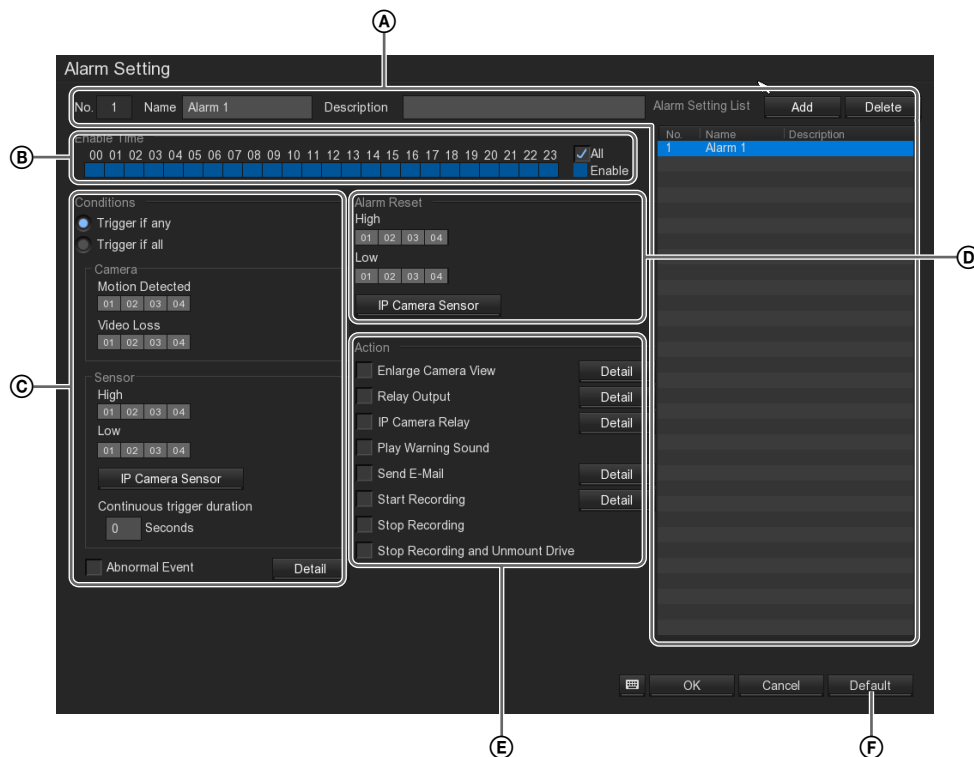 A
Alarm Setting
No. 1 Name Alarm 1 Description Alarm Setting List Add Delete
No. Name Description
1 Alarm 1
B
Enable Time
00 01 02 03 04 05 06 07 08 09 10 11 12 13 14 15 16 17 18 19 20 21 22 23 All
Enable
C
Conditions
Trigger if any
Trigger if all
Camera
Motion Detected
01 02 03 04
Video Loss
01 02 03 04
Sensor
High
01 02 03 04
Low
01 02 03 04
IP Camera Sensor
Continuous trigger duration
0 Seconds
Abnormal Event Detail
Alarm Reset
High
01 02 03 04
Low
01 02 03 04
IP Camera Sensor
D
Action
Enlarge Camera View Detail
Relay Output Detail
IP Camera Relay Detail
Play Warning Sound
Send E-Mail Detail
Start Recording Detail
Stop Recording
Stop Recording and Unmount Drive
OK Cancel Default
E F